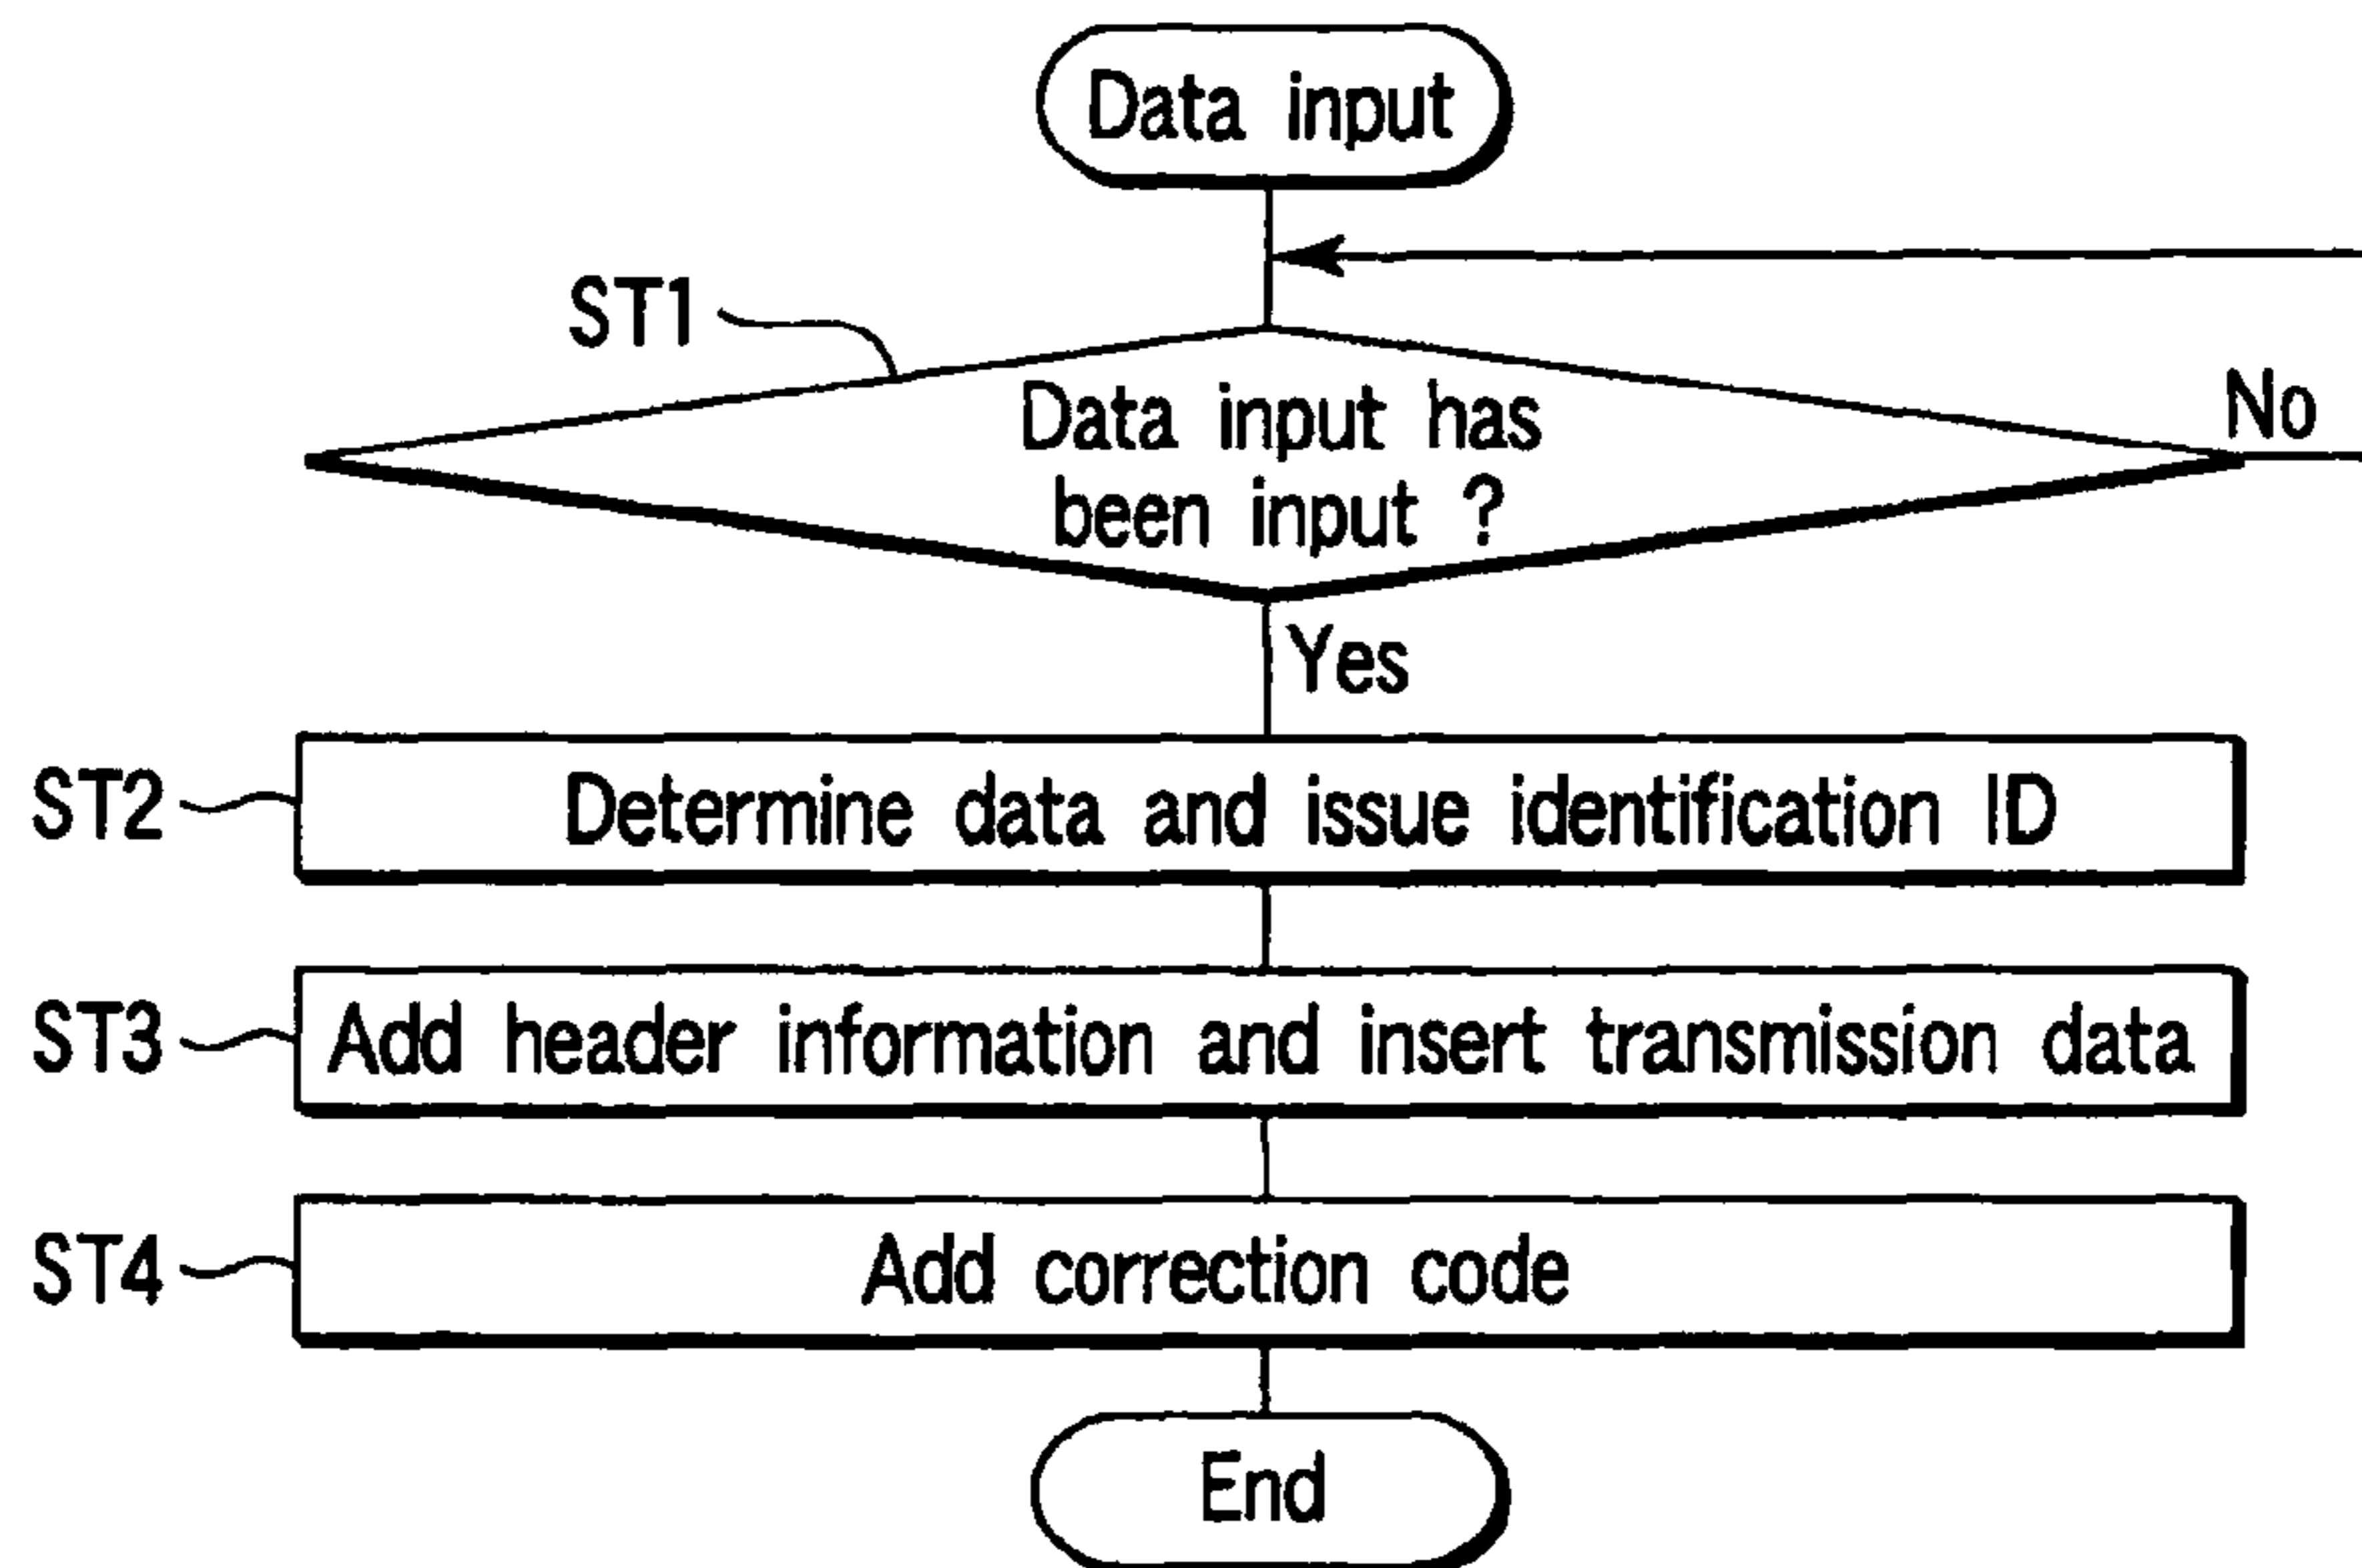 Data input
ST1
Data input has
been input ?
No
Yes
ST2
Determine data and issue identification ID
ST3
Add header information and insert transmission data
ST4
Add correction code
End